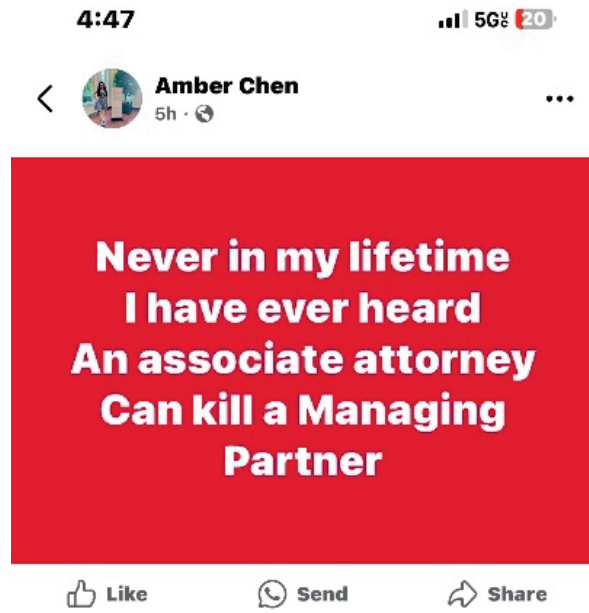 4:47
5G
20
Amber Chen
5h ·
Never in my lifetime
I have ever heard
An associate attorney
Can kill a Managing
Partner
Like
Send
Share